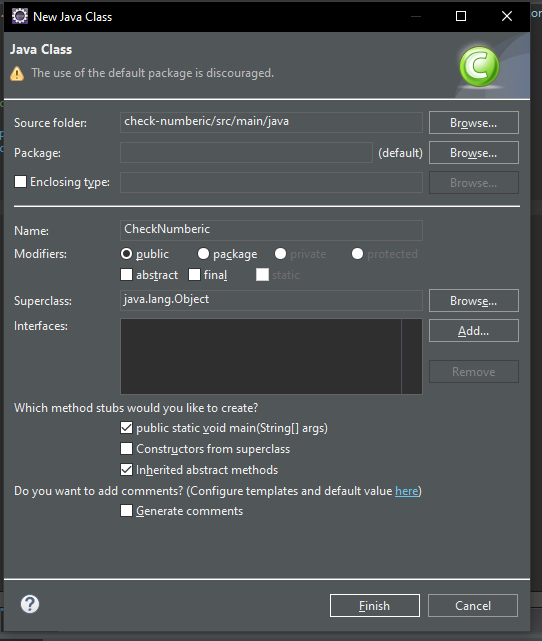 New Java Class
Java Class
The use of the default package is discouraged.
Source folder: check-numberic/src/main/java Browse...
Package: (default) Browse...
Enclosing type: Browse...
Name: CheckNumberic
Modifiers: public package private protected
abstract final static
Superclass: java.lang.Object Browse...
Interfaces: Add...
Remove
Which method stubs would you like to create?
public static void main(String[] args)
Constructors from superclass
Inherited abstract methods
Do you want to add comments? (Configure templates and default value here)
Generate comments
Finish Cancel